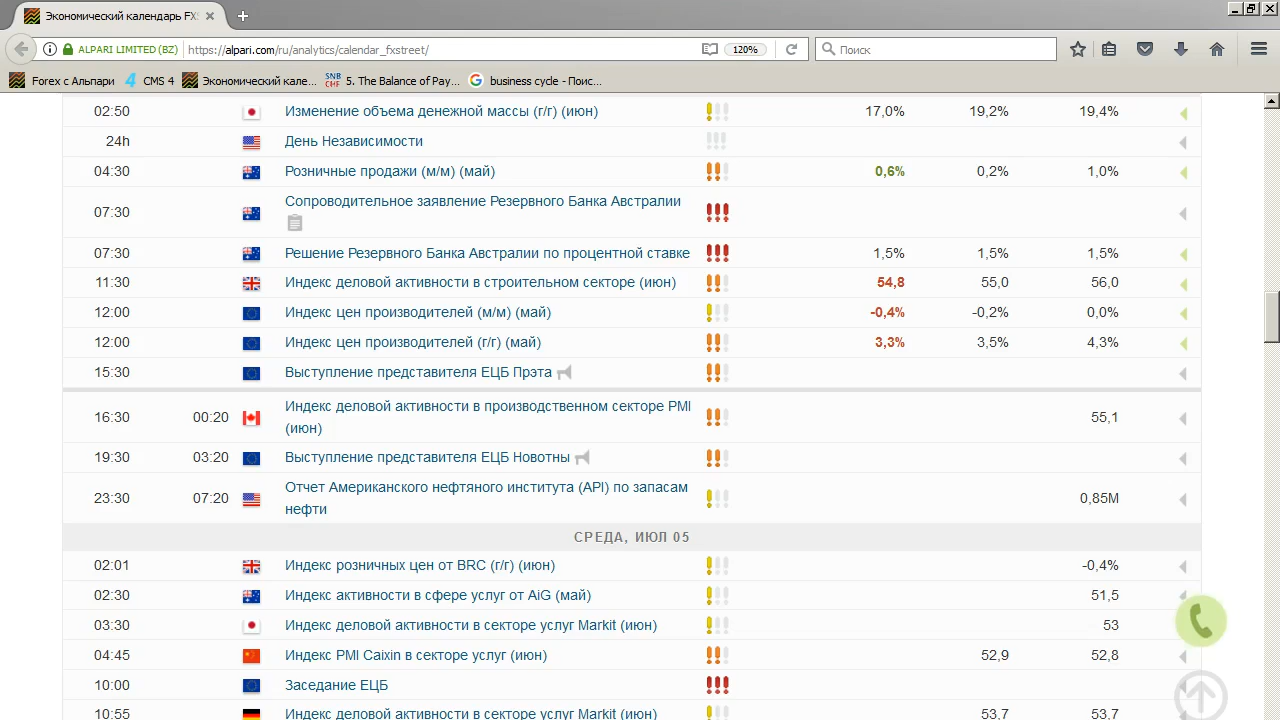 Экономический календарь FXS
ALPARI LIMITED (BZ) https://alpari.com/ru/analytics/calendar_fxstreet/ 120% Поиск
Forex с Альпари 4 CMS 4 Экономический кале... SNB CHF 5. The Balance of Pay... G business cycle - Поис...
02:50 Изменение объема денежной массы (г/г) (июн) 17,0% 19,2% 19,4%
24h День Независимости
04:30 Розничные продажи (м/м) (май) 0,6% 0,2% 1,0%
07:30 Сопроводительное заявление Резервного Банка Австралии
07:30 Решение Резервного Банка Австралии по процентной ставке 1,5% 1,5% 1,5%
11:30 Индекс деловой активности в строительном секторе (июн) 54,8 55,0 56,0
12:00 Индекс цен производителей (м/м) (май) -0,4% -0,2% 0,0%
12:00 Индекс цен производителей (г/г) (май) 3,3% 3,5% 4,3%
15:30 Выступление представителя ЕЦБ Прэта
16:30 00:20 Индекс деловой активности в производственном секторе PMI 55,1
(июн)
19:30 03:20 Выступление представителя ЕЦБ Новотны
23:30 07:20 Отчет Американского нефтяного института (API) по запасам 0,85M
нефти
СРЕДА, ИЮЛ 05
02:01 Индекс розничных цен от BRC (г/г) (июн) -0,4%
02:30 Индекс активности в сфере услуг от AiG (май) 51,5
03:30 Индекс деловой активности в секторе услуг Markit (июн) 53
04:45 Индекс PMI Caixin в секторе услуг (июн) 52,9 52,8
10:00 Заседание ЕЦБ
10:55 Индекс деловой активности в секторе услуг Markit (июн) 53,7 53,7